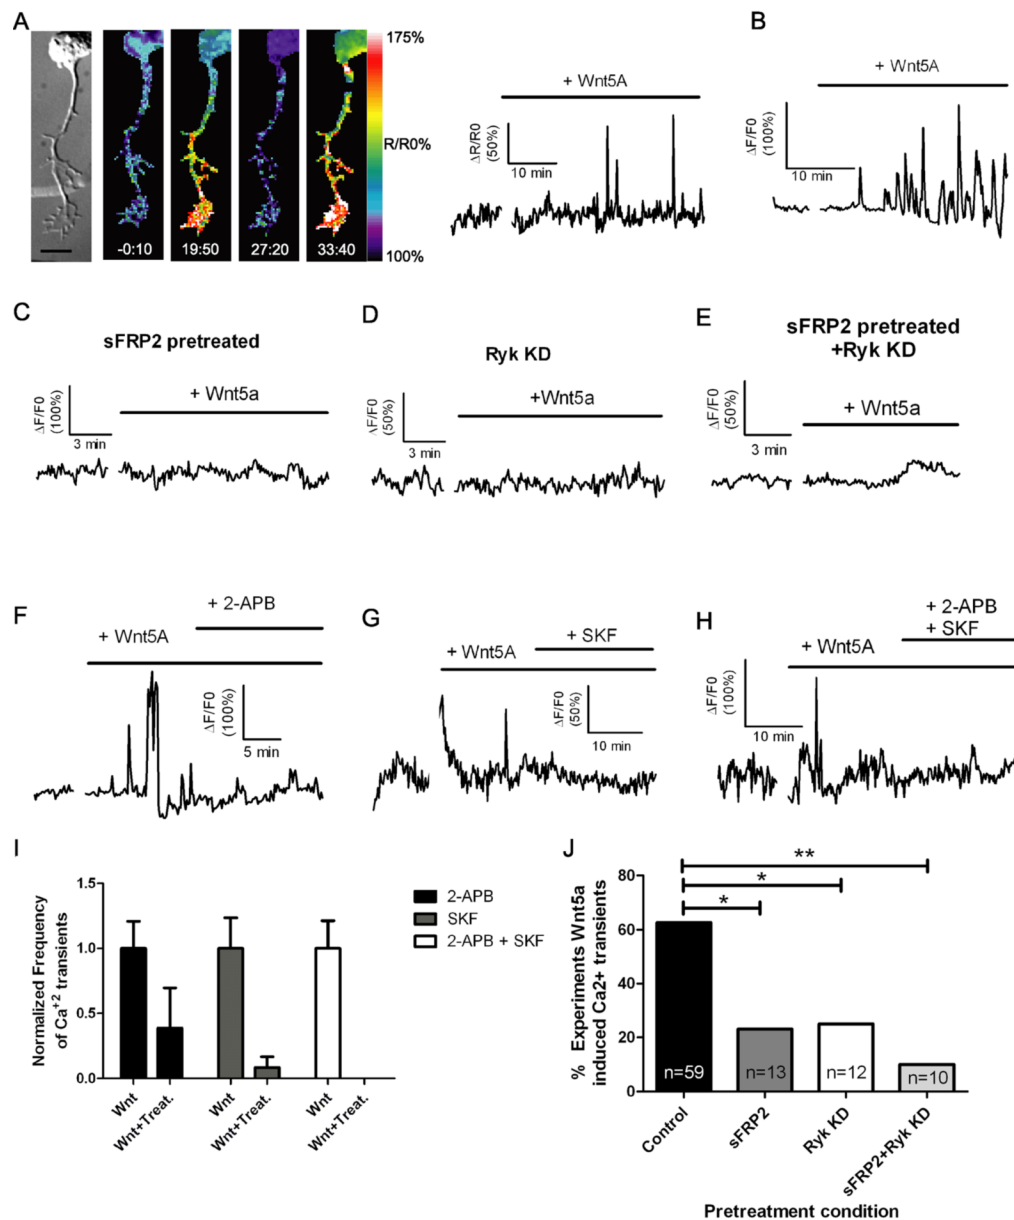 A
175%
R/R0%
100%
-0:10
19:50
27:20
33:40
+ Wnt5A
ΔR/R0
(50%)
10 min
B
+ Wnt5A
ΔF/F0
(100%)
10 min
C
sFRP2 pretreated
+ Wnt5a
ΔF/F0
(100%)
3 min
D
Ryk KD
+Wnt5a
ΔF/F0
(50%)
3 min
E
sFRP2 pretreated
+Ryk KD
+ Wnt5a
ΔF/F0
(50%)
3 min
F
+ 2-APB
+ Wnt5A
ΔF/F0
(100%)
5 min
G
+ SKF
+ Wnt5A
ΔF/F0
(50%)
10 min
H
+ 2-APB
+ SKF
+ Wnt5A
ΔF/F0
(100%)
10 min
I
Normalized Frequency
of Ca+2 transients
1.5
1.0
0.5
0.0
Wnt
Wnt+Treat.
Wnt
Wnt+Treat.
Wnt
Wnt+Treat.
2-APB
SKF
2-APB + SKF
J
% Experiments Wnt5a
induced Ca2+ transients
80
60
40
20
0
**
*
*
n=59
n=13
n=12
n=10
Control
sFRP2
Ryk KD
sFRP2+Ryk KD
Pretreatment condition